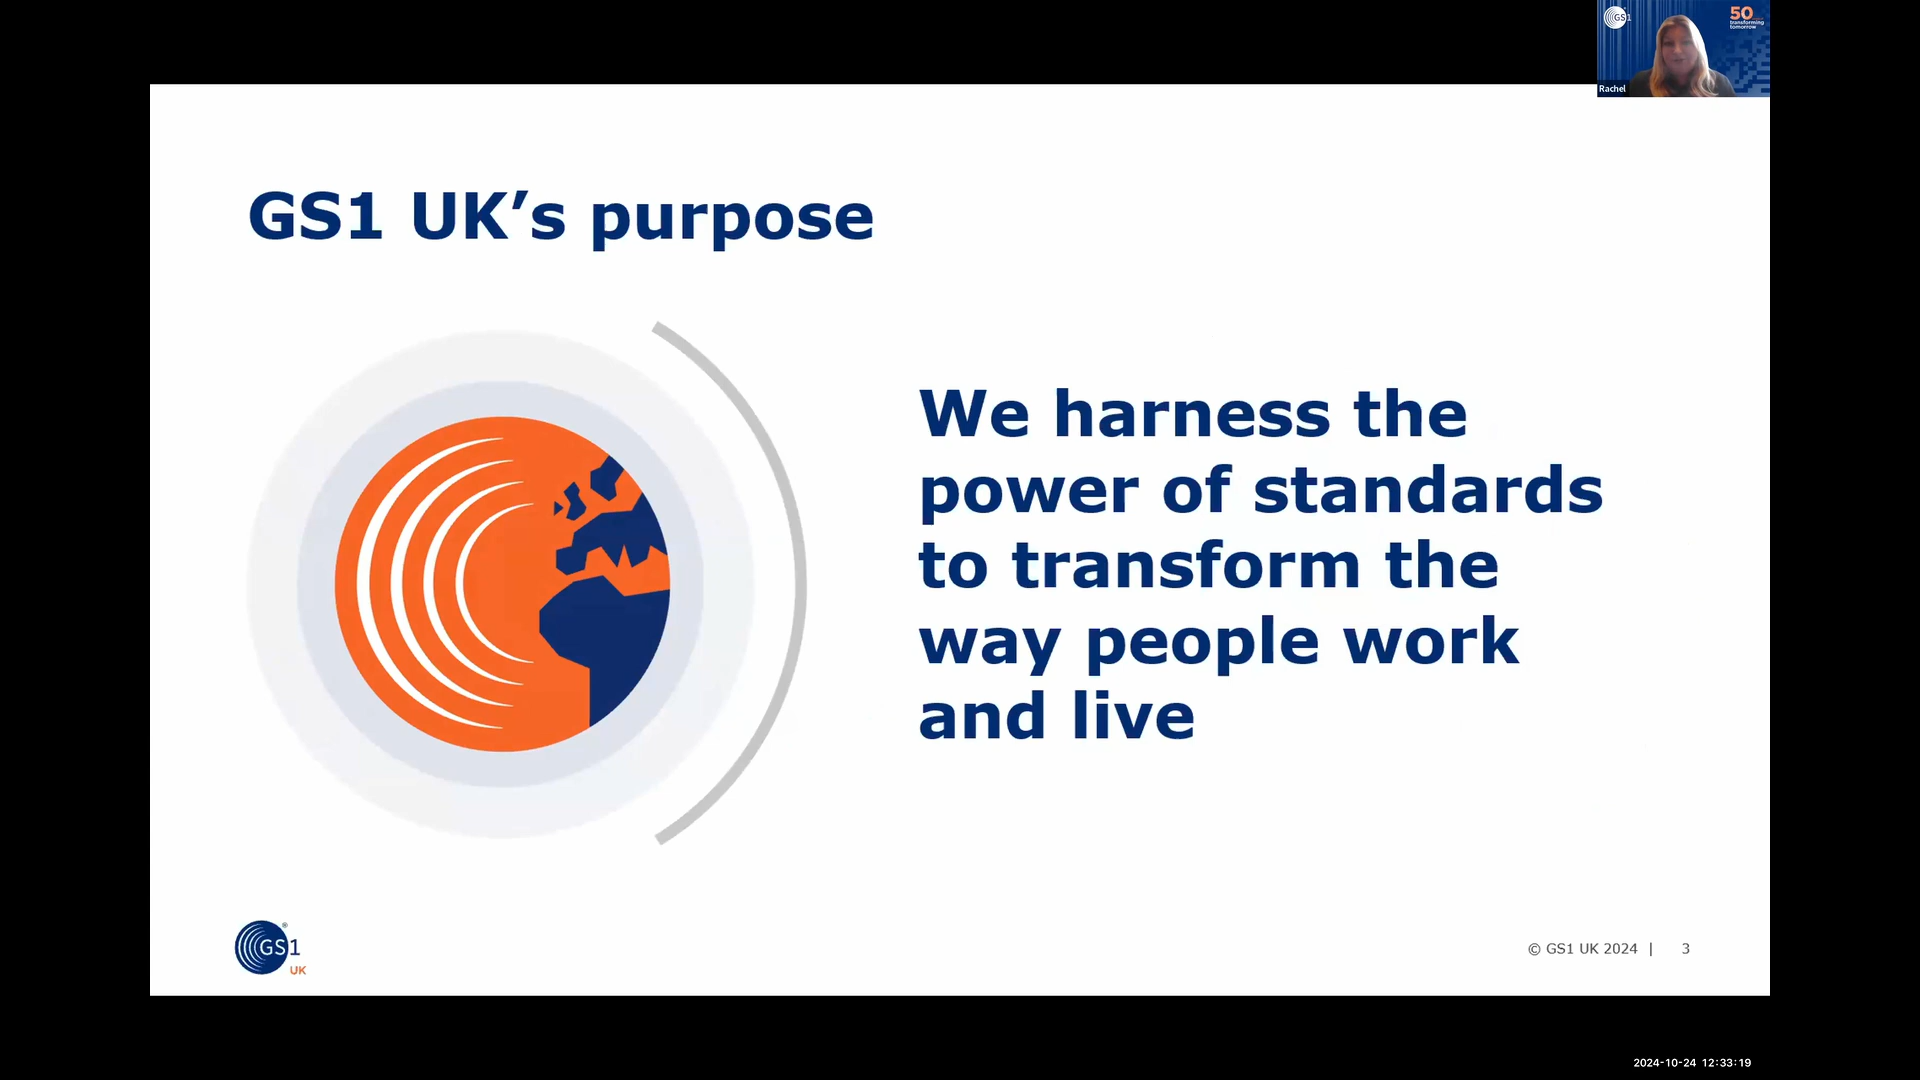 GS1
50
transforming
tomorrow
Rachel
GS1 UK’s purpose
We harness the
power of standards
to transform the
way people work
and live
GS1
®
UK
© GS1 UK 2024 | 3
2024-10-24 12:33:19